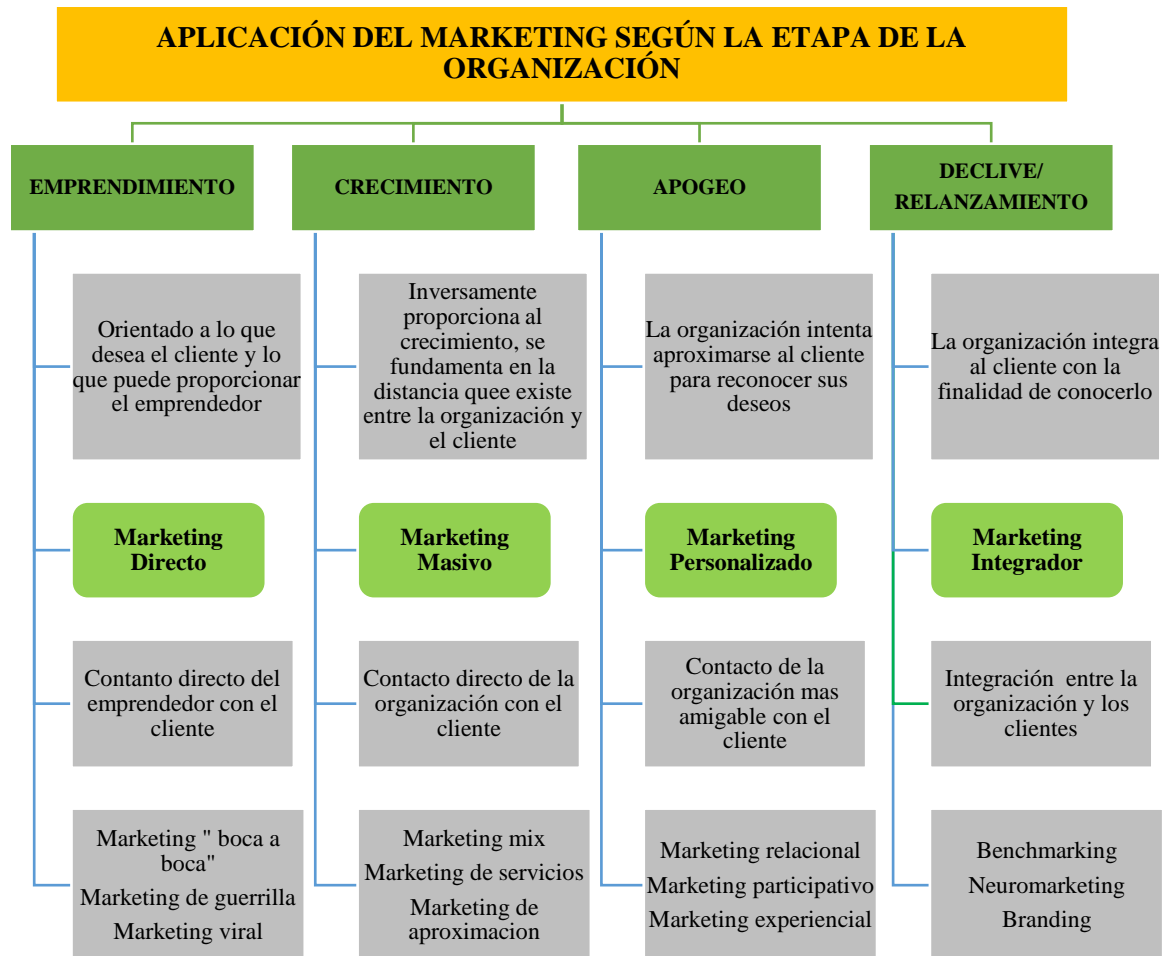 APLICACIÓN DEL MARKETING SEGÚN LA ETAPA DE LA
ORGANIZACIÓN
EMPRENDIMIENTO
Orientado a lo que
desea el cliente y lo
que puede proporcionar
el emprendedor
Marketing
Directo
Contanto directo del
emprendedor con el
cliente
Marketing " boca a
boca"
Marketing de guerrilla
Marketing viral
CRECIMIENTO
Inversamente
proporciona al
crecimiento, se
fundamenta en la
distancia quee existe
entre la organización y
el cliente
Marketing
Masivo
Contacto directo de la
organización con el
cliente
Marketing mix
Marketing de servicios
Marketing de
aproximacion
APOGEO
La organización intenta
aproximarse al cliente
para reconocer sus
deseos
Marketing
Personalizado
Contacto de la
organización mas
amigable con el
cliente
Marketing relacional
Marketing participativo
Marketing experiencial
DECLIVE/
RELANZAMIENTO
La organización integra
al cliente con la
finalidad de conocerlo
Marketing
Integrador
Integración entre la
organización y los
clientes
Benchmarking
Neuromarketing
Branding